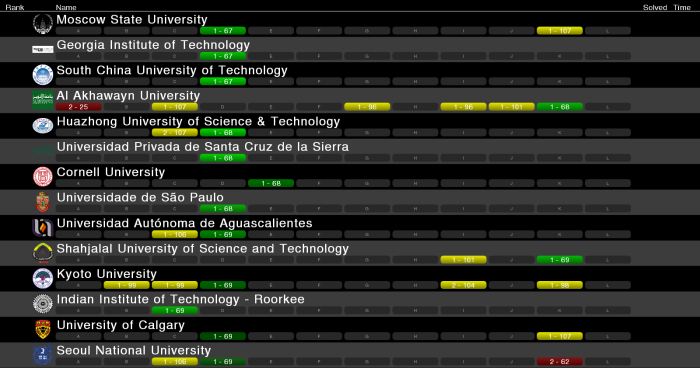 Rank Name Solved Time
Moscow State University
A B C 1 - 67 E F G H I J 1 - 107 L
Georgia Institute of Technology
A B C 1 - 67 E F G H I J K L
South China University of Technology
A B C 1 - 67 E F G H I J K L
Al Akhawayn University
2 - 25 B 1 - 107 D E F 1 - 96 H 1 - 96 1 - 101 1 - 68 L
Huazhong University of Science & Technology
A B 2 - 107 1 - 68 E F G H I J K L
Universidad Privada de Santa Cruz de la Sierra
A B C 1 - 68 E F G H I J K L
Cornell University
A B C D 1 - 68 F G H I J K L
Universidade de São Paulo
A B C 1 - 68 E F G H I J K L
Universidad Autónoma de Aguascalientes
A B 1 - 106 1 - 69 E F G H I J K L
Shahjalal University of Science and Technology
A B C D E F G H 1 - 101 J 1 - 69 L
Kyoto University
A 1 - 99 1 - 99 1 - 69 E F G H 2 - 104 J 1 - 98 L
Indian Institute of Technology - Roorkee
A B 1 - 69 D E F G H I J K L
University of Calgary
A B C 1 - 69 E F G H I J 1 - 107 L
Seoul National University
A B 1 - 106 1 - 69 E F G H I J 2 - 62 L